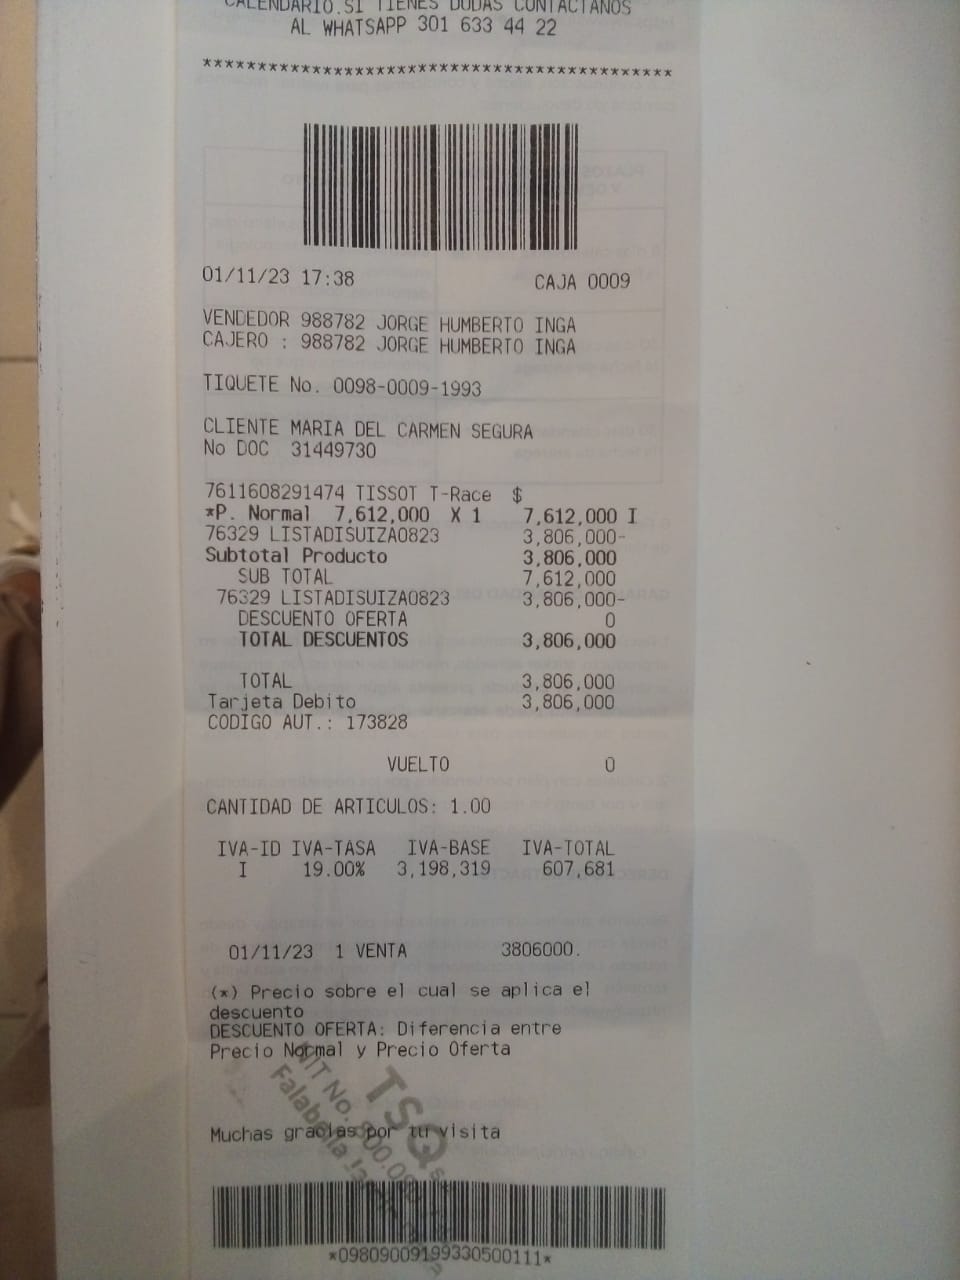 CALENDARIO.SI TIENES DUDAS CONTACTANOS
AL WHATSAPP 301 633 44 22
*******************************************
01/11/23 17:38 CAJA 0009
VENDEDOR 988782 JORGE HUMBERTO INGA
CAJERO : 988782 JORGE HUMBERTO INGA
TIQUETE No. 0098-0009-1993
CLIENTE MARIA DEL CARMEN SEGURA
No DOC 31449730
7611608291474 TISSOT T-Race $
*P. Normal 7,612,000 X 1 7,612,000 I
76329 LISTADISUIZA0823 3,806,000-
Subtotal Producto 3,806,000
SUB TOTAL 7,612,000
76329 LISTADISUIZA0823 3,806,000-
DESCUENTO OFERTA 0
TOTAL DESCUENTOS 3,806,000
TOTAL 3,806,000
Tarjeta Debito 3,806,000
CODIGO AUT.: 173828
VUELTO 0
CANTIDAD DE ARTICULOS: 1.00
IVA-ID IVA-TASA IVA-BASE IVA-TOTAL
I 19.00% 3,198,319 607,681
01/11/23 1 VENTA 3806000.
(*) Precio sobre el cual se aplica el
descuento
DESCUENTO OFERTA: Diferencia entre
Precio Normal y Precio Oferta
TSQ
NIT No.
Falabella
Muchas gracias por tu visita
*09809009199330500111*